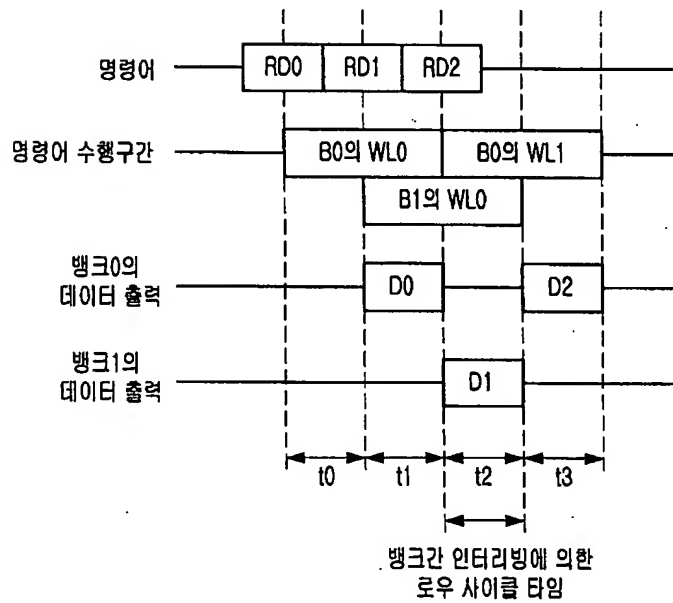 명령어
RD0 RD1 RD2
명령어 수행구간
B0의 WL0 B0의 WL1
B1의 WL0
뱅크0의
데이터 출력
D0 D2
뱅크1의
데이터 출력
D1
t0 t1 t2 t3
뱅크간 인터리빙에 의한
로우 사이클 타임